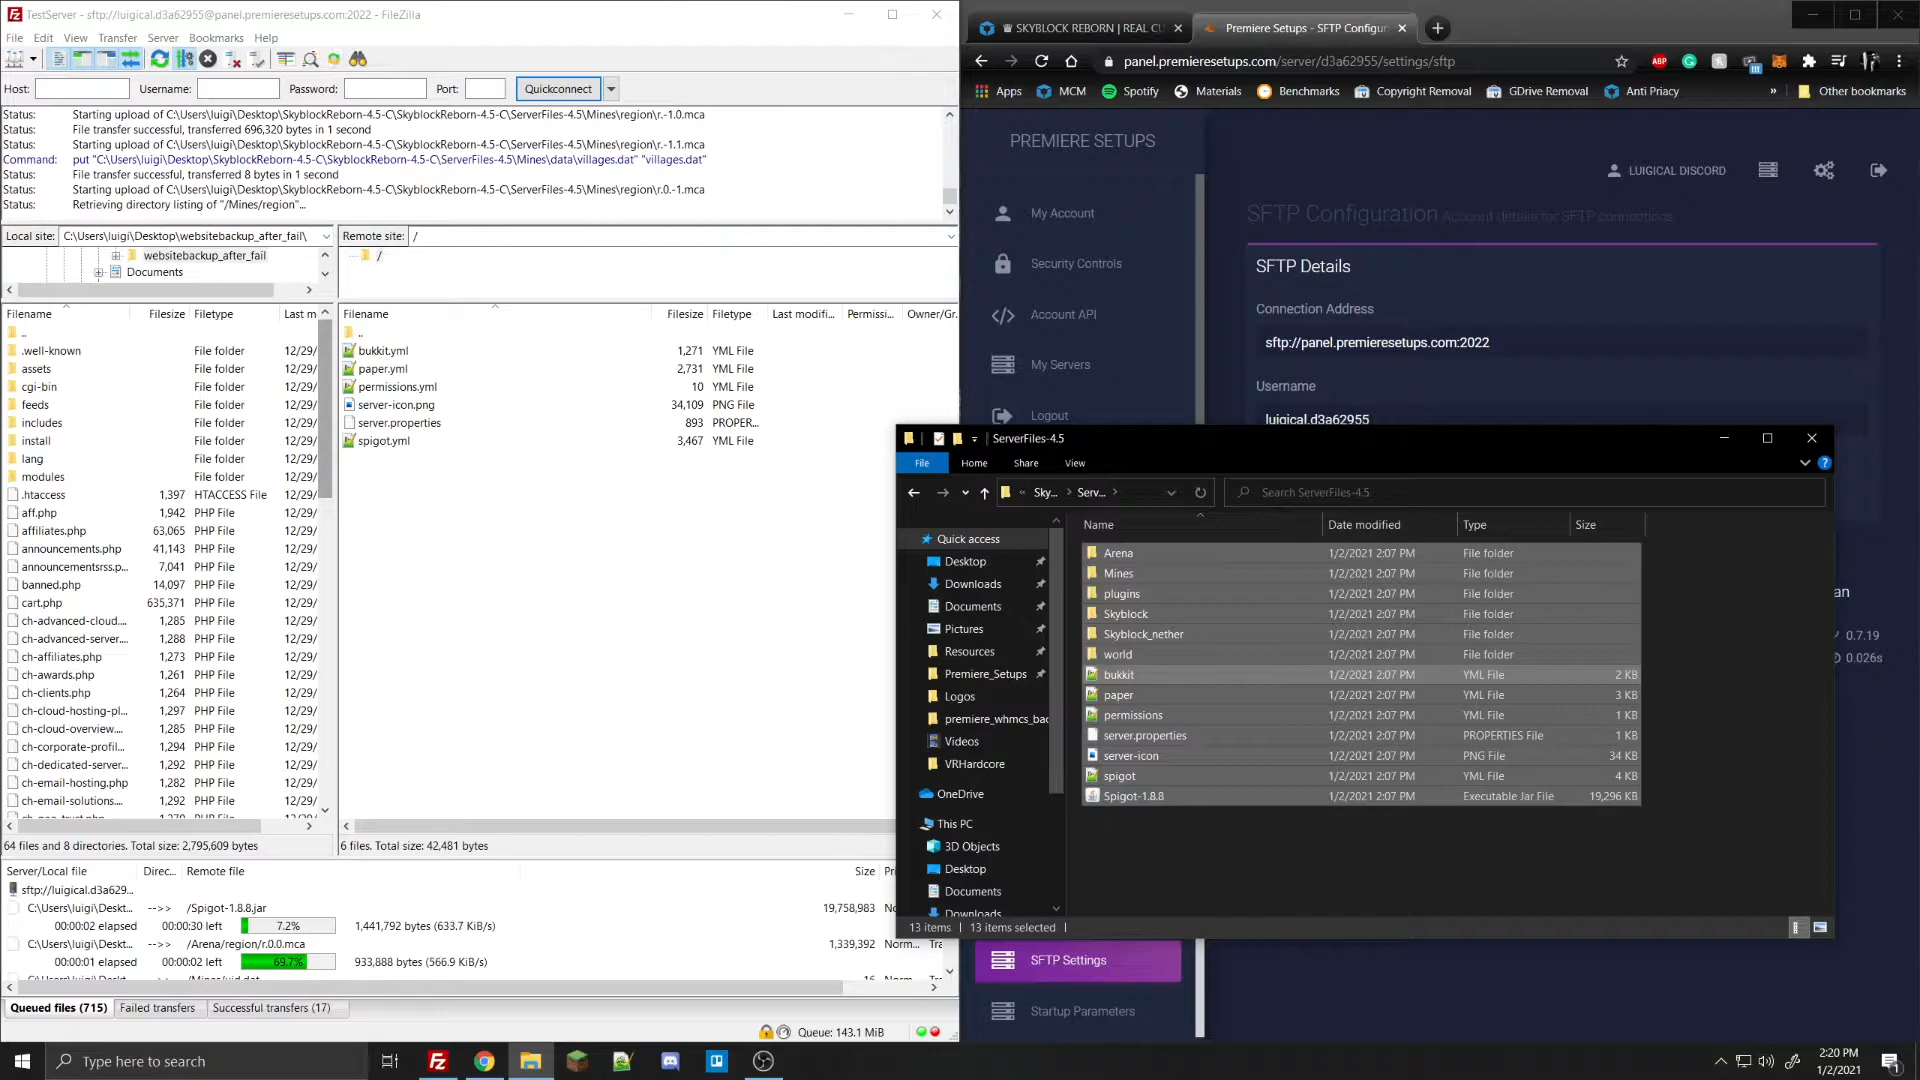 TestServer - sftp://luigical.d3a62955@panel.premieresetups.com:2022 - FileZilla
File Edit View Transfer Server Bookmarks Help
Host: Username: Password: Port: Quickconnect
Status: Starting upload of C:\Users\luigi\Desktop\SkyblockReborn-4.5-C\SkyblockReborn-4.5-C\ServerFiles-4.5\Mines\region\r.-1.0.mca
Status: File transfer successful, transferred 696,320 bytes in 1 second
Status: Starting upload of C:\Users\luigi\Desktop\SkyblockReborn-4.5-C\SkyblockReborn-4.5-C\ServerFiles-4.5\Mines\region\r.-1.1.mca
Command: put "C:\Users\luigi\Desktop\SkyblockReborn-4.5-C\SkyblockReborn-4.5-C\ServerFiles-4.5\Mines\data\villages.dat" "villages.dat"
Status: File transfer successful, transferred 8 bytes in 1 second
Status: Starting upload of C:\Users\luigi\Desktop\SkyblockReborn-4.5-C\SkyblockReborn-4.5-C\ServerFiles-4.5\Mines\region\r.0.-1.mca
Status: Retrieving directory listing of "/Mines/region"...
Local site: C:\Users\luigi\Desktop\websitebackup_after_fail\
websitebackup_after_fail
Documents
Remote site: /
/
Filename Filesize Filetype Last m
..
.well-known File folder 12/29/
assets File folder 12/29/
cgi-bin File folder 12/29/
feeds File folder 12/29/
includes File folder 12/29/
install File folder 12/29/
lang File folder 12/29/
modules File folder 12/29/
.htaccess 1,397 HTACCESS File 12/29/
aff.php 1,942 PHP File 12/29/
affiliates.php 63,065 PHP File 12/29/
announcements.php 41,143 PHP File 12/29/
announcementsrss.p... 7,041 PHP File 12/29/
banned.php 14,097 PHP File 12/29/
cart.php 635,371 PHP File 12/29/
ch-advanced-cloud.... 1,285 PHP File 12/29/
ch-advanced-server.... 1,288 PHP File 12/29/
ch-affiliates.php 1,273 PHP File 12/29/
ch-awards.php 1,261 PHP File 12/29/
ch-clients.php 1,264 PHP File 12/29/
ch-cloud-hosting-pl... 1,297 PHP File 12/29/
ch-cloud-overview.... 1,285 PHP File 12/29/
ch-corporate-profil... 1,294 PHP File 12/29/
ch-dedicated-server... 1,292 PHP File 12/29/
ch-email-hosting.php 1,282 PHP File 12/29/
ch-email-solutions.... 1,292 PHP File 12/29/
64 files and 8 directories. Total size: 2,795,609 bytes
Filename Filesize Filetype Last modifi... Permissi... Owner/Gr.
..
bukkit.yml 1,271 YML File
paper.yml 2,731 YML File
permissions.yml 10 YML File
server-icon.png 34,109 PNG File
server.properties 893 PROPER...
spigot.yml 3,467 YML File
6 files. Total size: 42,481 bytes
Server/Local file Direc... Remote file Size Pri
sftp://luigical.d3a629...
C:\Users\luigi\Deskt... -->> /Spigot-1.8.8.jar 19,758,983
00:00:02 elapsed 00:00:30 left 7.2% 1,441,792 bytes (633.7 KiB/s)
C:\Users\luigi\Deskt... -->> /Arena/region/r.0.0.mca 1,339,392 Norm... Tra
00:00:01 elapsed 00:00:02 left 69.7% 933,888 bytes (566.9 KiB/s)
Queued files (715) Failed transfers Successful transfers (17)
Queue: 143.1 MiB
SKYBLOCK REBORN | REAL CU
Premiere Setups - SFTP Configur
panel.premieresetups.com/server/d3a62955/settings/sftp
ABP
Apps MCM Spotify Materials Benchmarks Copyright Removal GDrive Removal Anti Pricacy » Other bookmarks
PREMIERE SETUPS
LUIGICAL DISCORD
My Account
Security Controls
Account API
My Servers
Logout
SFTP Configuration Account details for SFTP connections
SFTP Details
Connection Address
sftp://panel.premieresetups.com:2022
Username
luigical.d3a62955
an
0.7.19
0.026s
SFTP Settings
Startup Parameters
ServerFiles-4.5
File Home Share View
« Sky... > Serv... > Search ServerFiles-4.5
Quick access
Desktop
Downloads
Documents
Pictures
Resources
Premiere_Setups
Logos
premiere_whmcs_bac
Videos
VRHardcore
OneDrive
This PC
3D Objects
Desktop
Documents
Downloads
Name Date modified Type Size
Arena 1/2/2021 2:07 PM File folder
Mines 1/2/2021 2:07 PM File folder
plugins 1/2/2021 2:07 PM File folder
Skyblock 1/2/2021 2:07 PM File folder
Skyblock_nether 1/2/2021 2:07 PM File folder
world 1/2/2021 2:07 PM File folder
bukkit 1/2/2021 2:07 PM YML File 2 KB
paper 1/2/2021 2:07 PM YML File 3 KB
permissions 1/2/2021 2:07 PM YML File 1 KB
server.properties 1/2/2021 2:07 PM PROPERTIES File 1 KB
server-icon 1/2/2021 2:07 PM PNG File 34 KB
spigot 1/2/2021 2:07 PM YML File 4 KB
Spigot-1.8.8 1/2/2021 2:07 PM Executable Jar File 19,296 KB
13 items 13 items selected
Type here to search
2:20 PM
1/2/2021